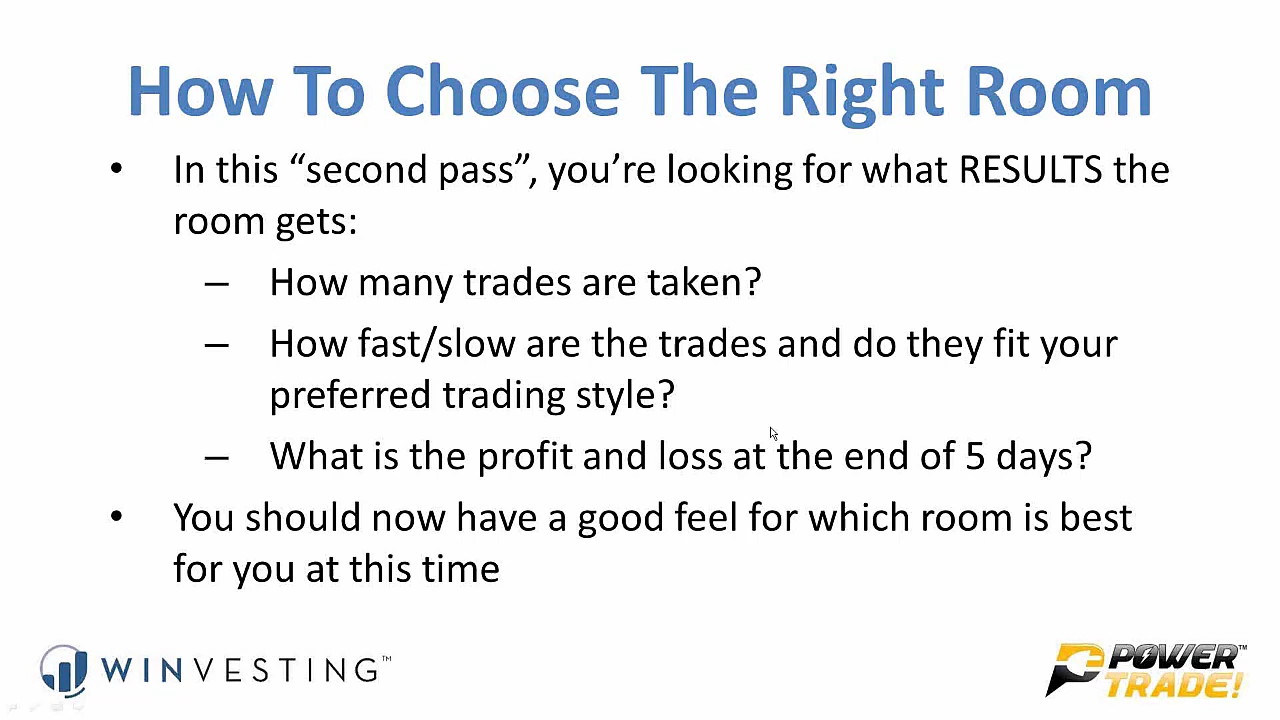 How To Choose The Right Room
• In this “second pass”, you’re looking for what RESULTS the
room gets:
– How many trades are taken?
– How fast/slow are the trades and do they fit your
preferred trading style?
– What is the profit and loss at the end of 5 days?
• You should now have a good feel for which room is best
for you at this time
WINVESTING™
POWER™
TRADE!